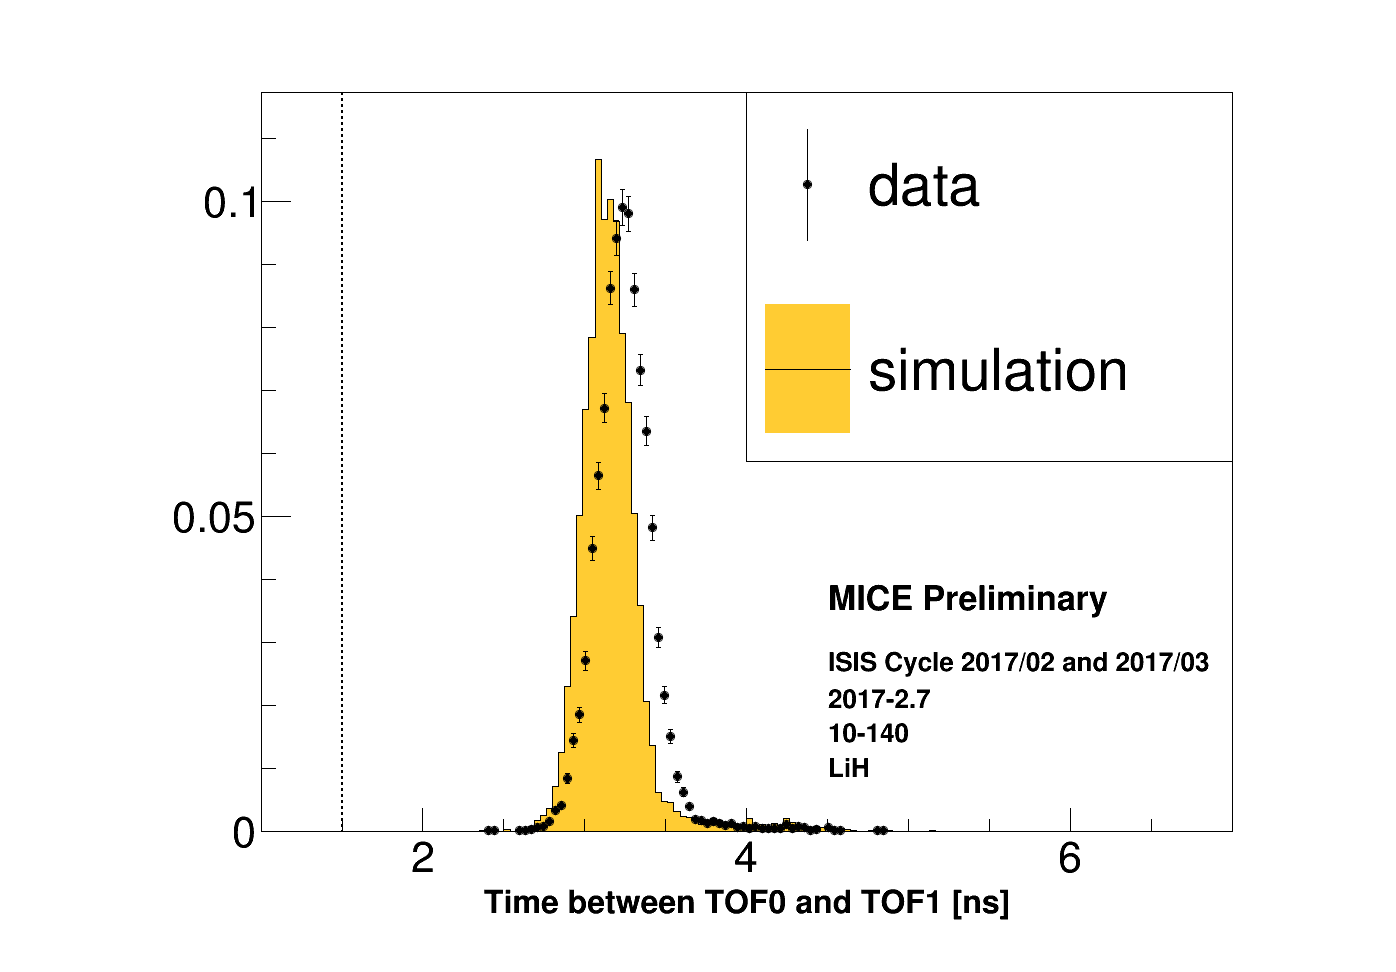 data
simulation
0.1
0.05
0
MICE Preliminary
ISIS Cycle 2017/02 and 2017/03
2017-2.7
10-140
LiH
2
4
6
Time between TOF0 and TOF1 [ns]